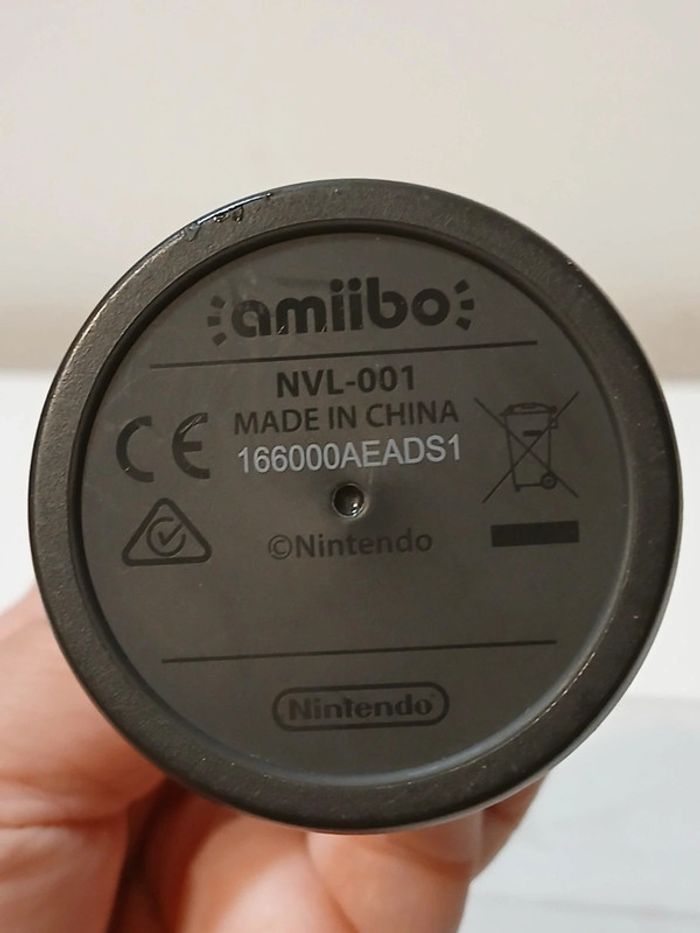 amiibo
NVL-001
MADE IN CHINA
CE
166000AEADS1
©Nintendo
Nintendo®